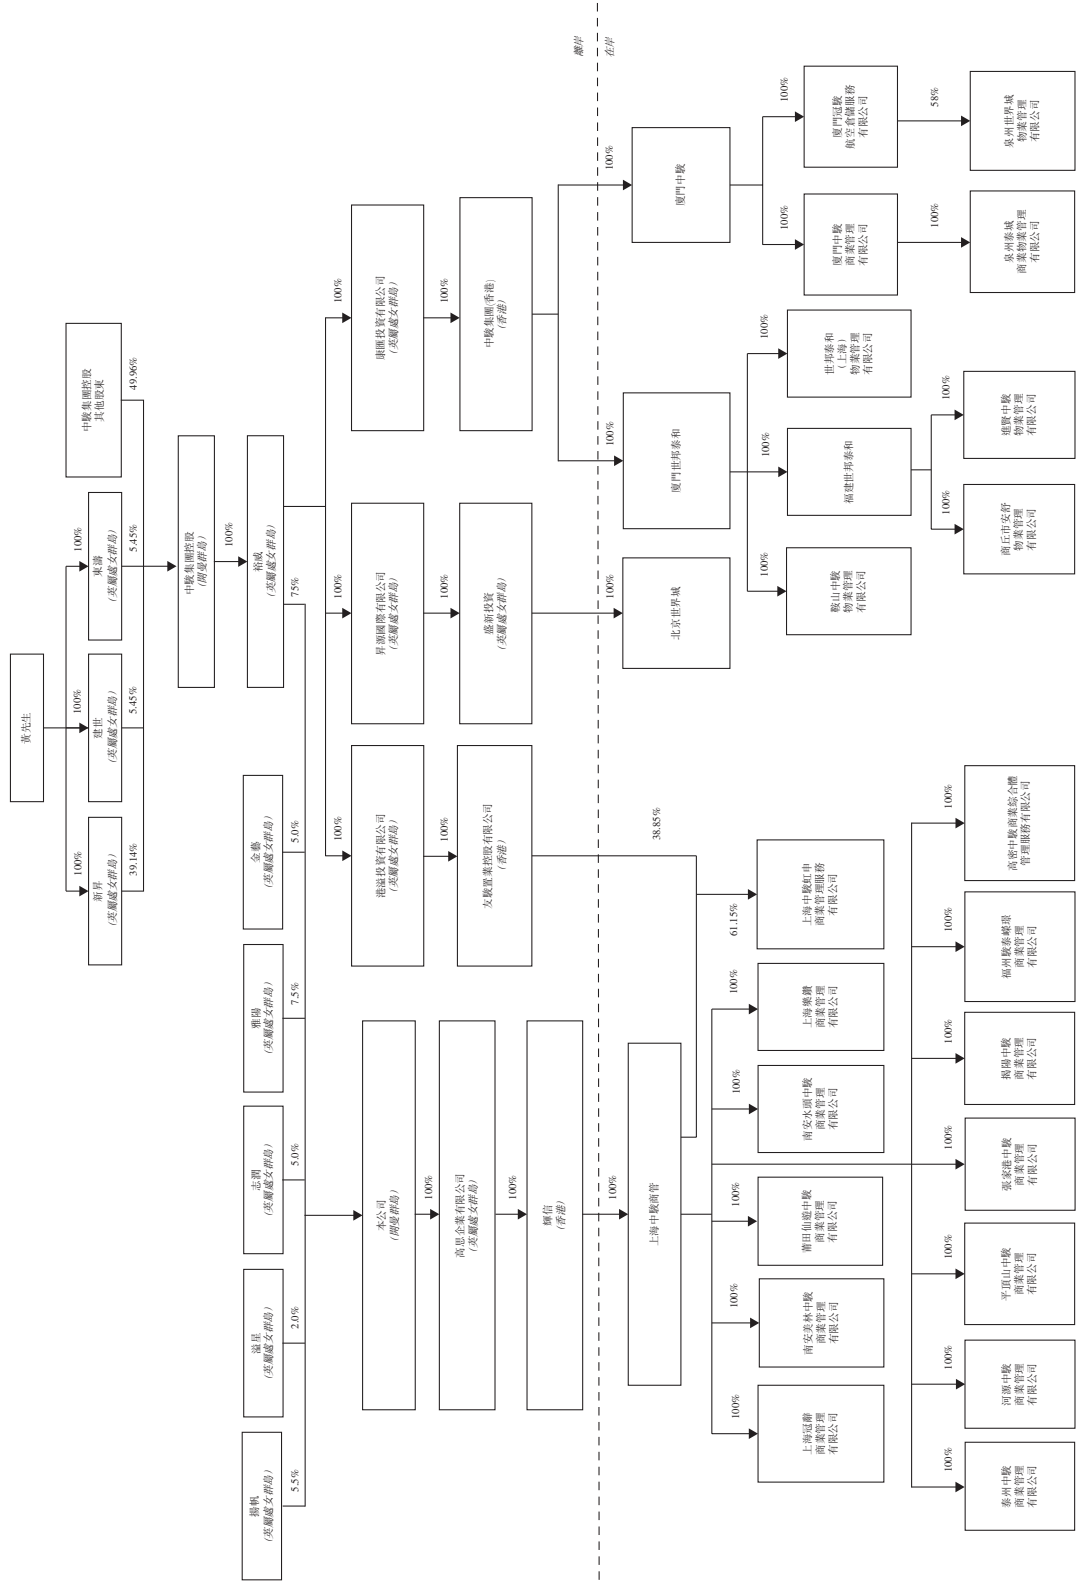 黃先生
100%
100%
100%
新昇
(英屬處女群島)
建世
(英屬處女群島)
東濤
(英屬處女群島)
中駿集團控股
其他股東
39.14%
5.45%
5.45%
49.96%
中駿集團控股
(開曼群島)
100%
揚帆
(英屬處女群島)
溢星
(英屬處女群島)
志潤
(英屬處女群島)
雅陽
(英屬處女群島)
金藝
(英屬處女群島)
裕威
(英屬處女群島)
5.5%
2.0%
5.0%
7.5%
5.0%
75%
100%
100%
100%
本公司
(開曼群島)
港溢投資有限公司
(英屬處女群島)
昇源國際有限公司
(英屬處女群島)
康匯投資有限公司
(英屬處女群島)
100%
100%
100%
100%
高思企業有限公司
(英屬處女群島)
友駿置業控股有限公司
(香港)
盛新投資
(英屬處女群島)
中駿集團(香港)
(香港)
100%
輝信
(香港)
離岸
在岸
100%
100%
100%
100%
上海中駿商管
北京世界城
廈門世邦泰和
廈門中駿
38.85%
100%
100%
100%
100%
100%
61.15%
100%
100%
100%
100%
100%
上海冠辭
商業管理
有限公司
南安美林中駿
商業管理
有限公司
莆田仙遊中駿
商業管理
有限公司
南安水頭中駿
商業管理
有限公司
上海樂鑽
商業管理
有限公司
上海中駿虹申
商業管理服務
有限公司
鞍山中駿
物業管理
有限公司
福建世邦泰和
世邦泰和
(上海)
物業管理
有限公司
廈門中駿
商業管理
有限公司
廈門冠駿
航空倉儲服務
有限公司
100%
100%
100%
100%
100%
100%
100%
100%
100%
100%
58%
泰州中駿
商業管理
有限公司
河源中駿
商業管理
有限公司
平頂山中駿
商業管理
有限公司
張家港中駿
商業管理
有限公司
揭陽中駿
商業管理
有限公司
福州駿泰嶸璟
商業管理
有限公司
高密中駿商業綜合體
管理服務有限公司
商丘市安舒
物業管理
有限公司
進賢中駿
物業管理
有限公司
泉州泰城
商業物業管理
有限公司
泉州世界城
物業管理
有限公司